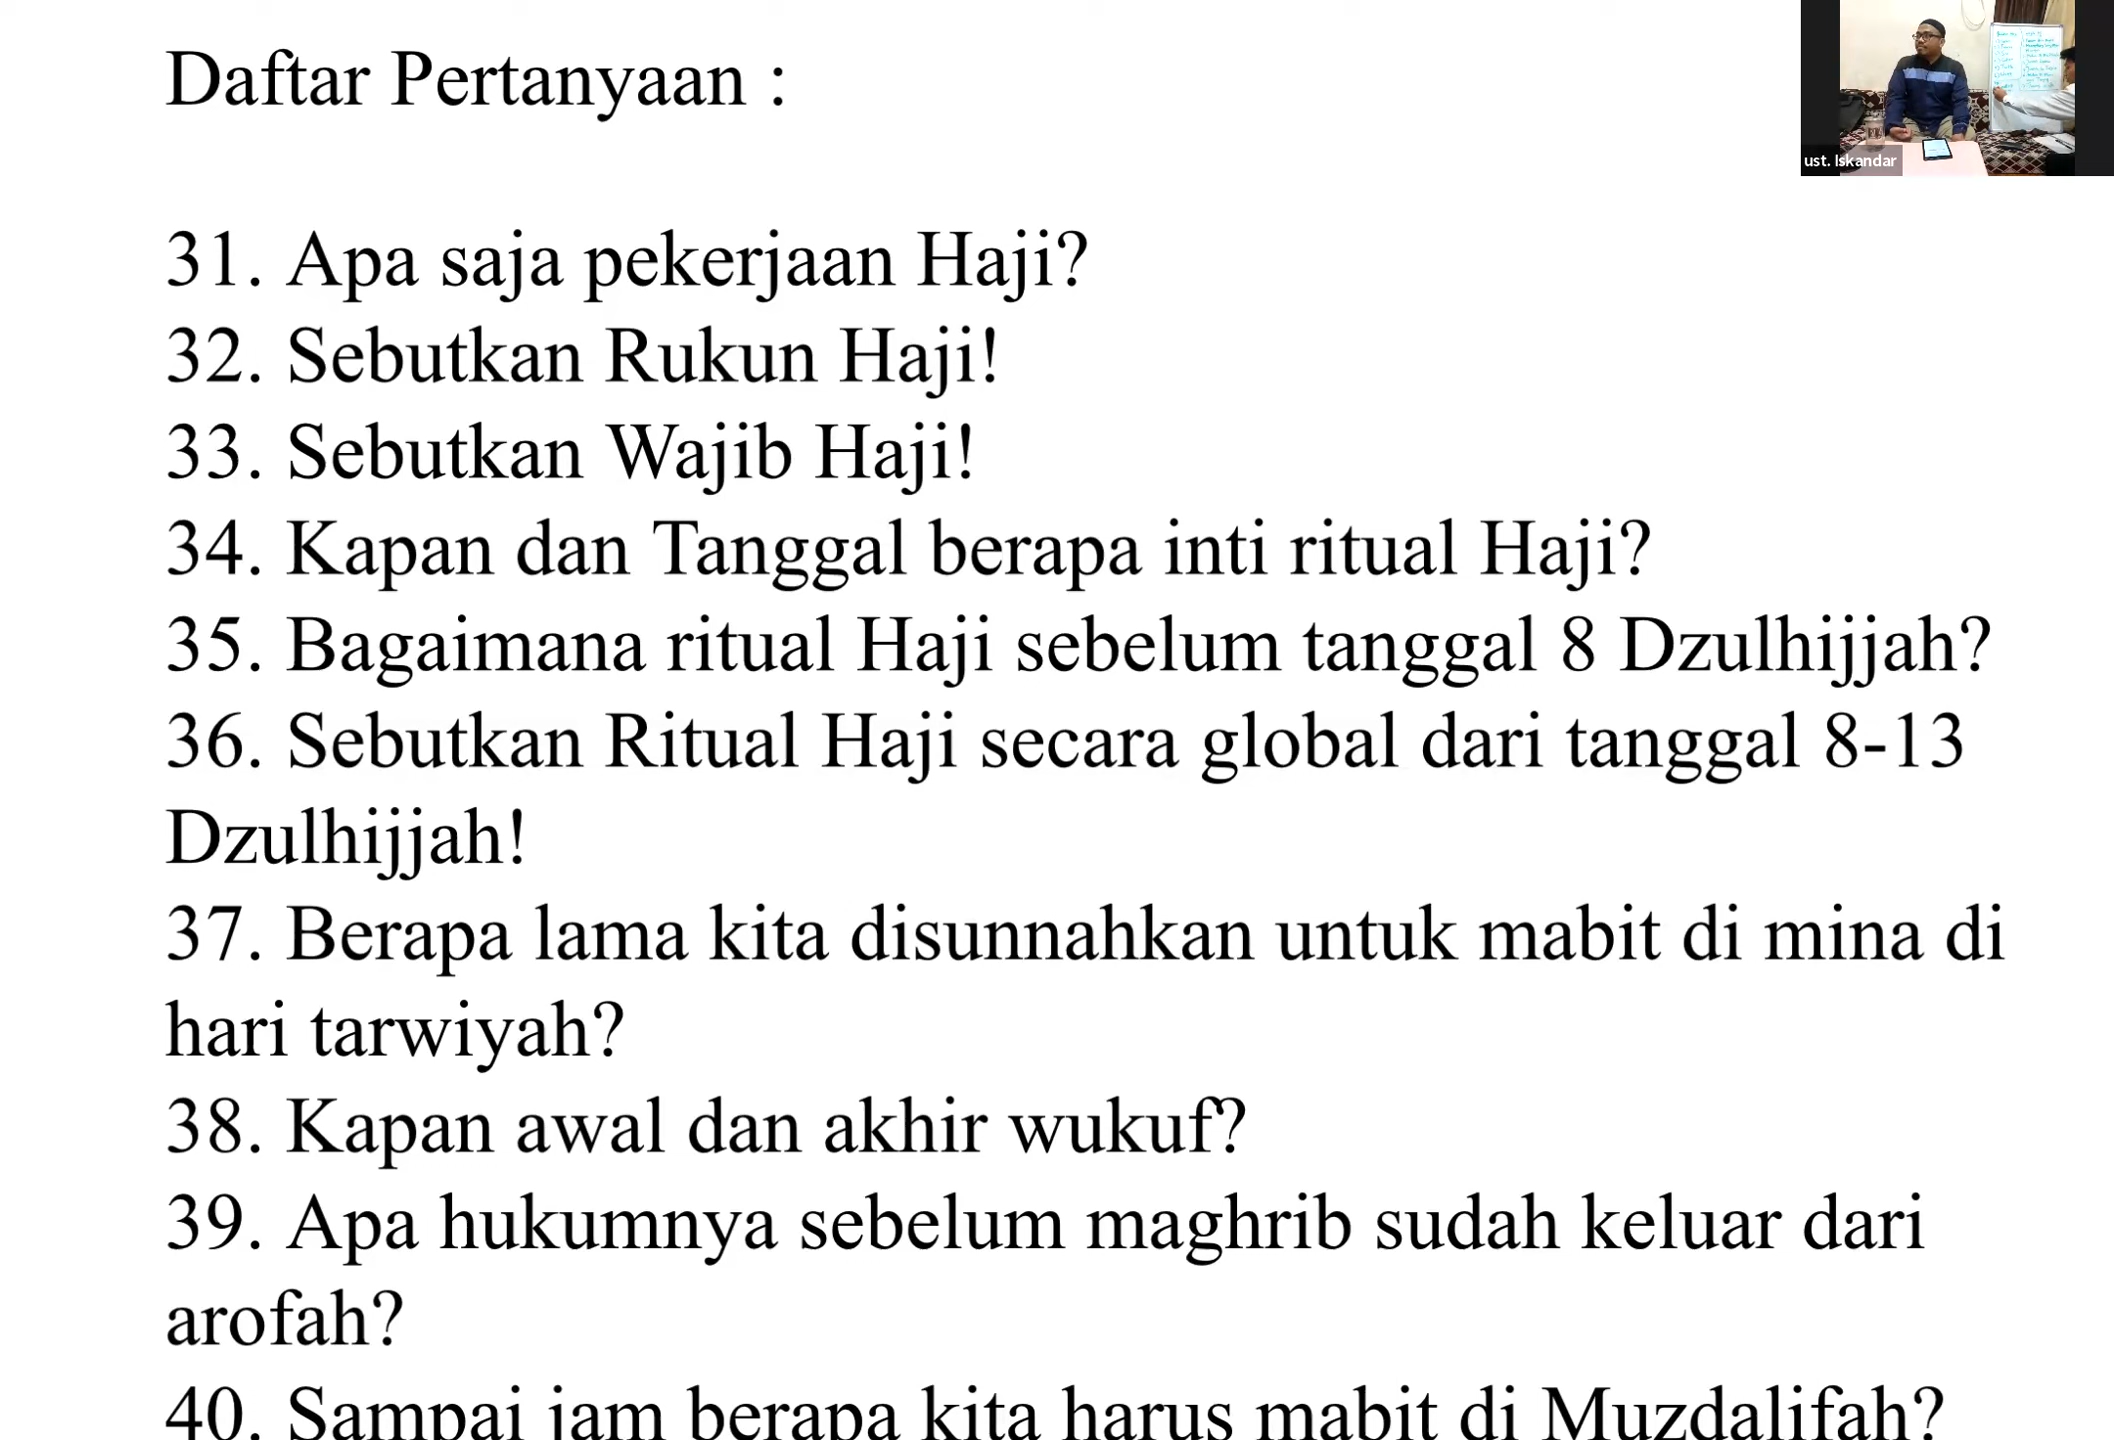 Daftar Pertanyaan :
ust. Iskandar
31. Apa saja pekerjaan Haji?
32. Sebutkan Rukun Haji!
33. Sebutkan Wajib Haji!
34. Kapan dan Tanggal berapa inti ritual Haji?
35. Bagaimana ritual Haji sebelum tanggal 8 Dzulhijjah?
36. Sebutkan Ritual Haji secara global dari tanggal 8-13
Dzulhijjah!
37. Berapa lama kita disunnahkan untuk mabit di mina di
hari tarwiyah?
38. Kapan awal dan akhir wukuf?
39. Apa hukumnya sebelum maghrib sudah keluar dari
arofah?
40. Sampai jam berapa kita harus mabit di Muzdalifah?